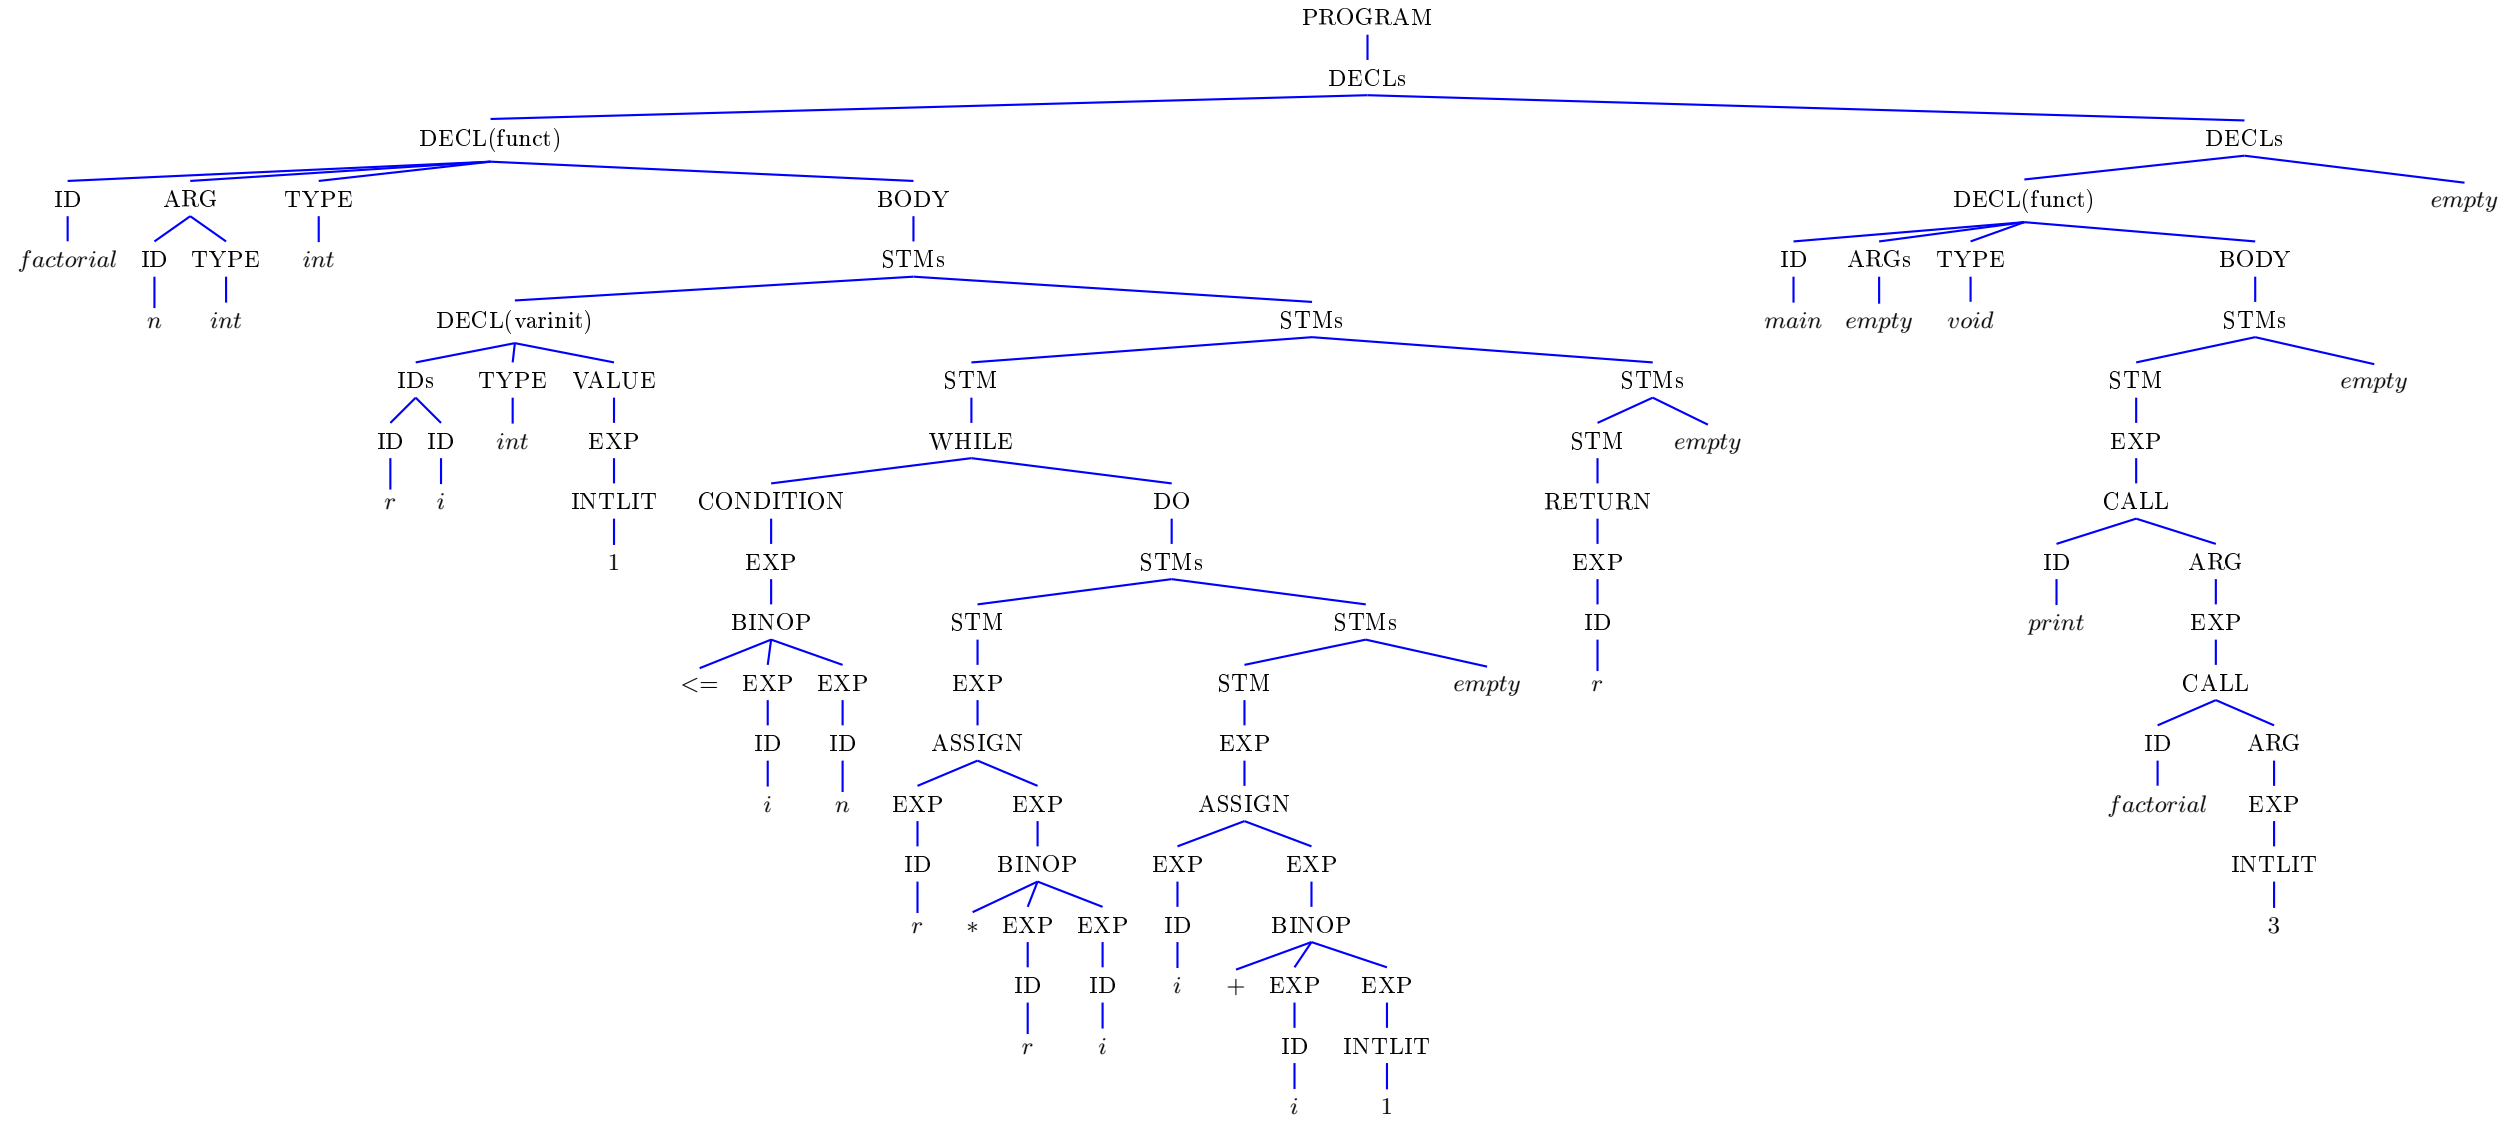 PROGRAM
DECLs
DECL(funct) DECLs
ID ARG TYPE BODY DECL(funct) empty
factorial ID TYPE int STMs ID ARGs TYPE BODY
n int DECL(varinit) STMs main empty void STMs
IDs TYPE VALUE STM STMs STM empty
ID ID int EXP WHILE STM empty EXP
r i INTLIT CONDITION DO RETURN CALL
1 EXP STMs EXP ID ARG
BINOP STM STMs ID print EXP
<= EXP EXP EXP STM empty r CALL
ID ID ASSIGN EXP ID ARG
i n EXP EXP ASSIGN factorial EXP
ID BINOP EXP EXP INTLIT
r * EXP EXP ID BINOP 3
ID ID i + EXP EXP
r i ID INTLIT
i 1